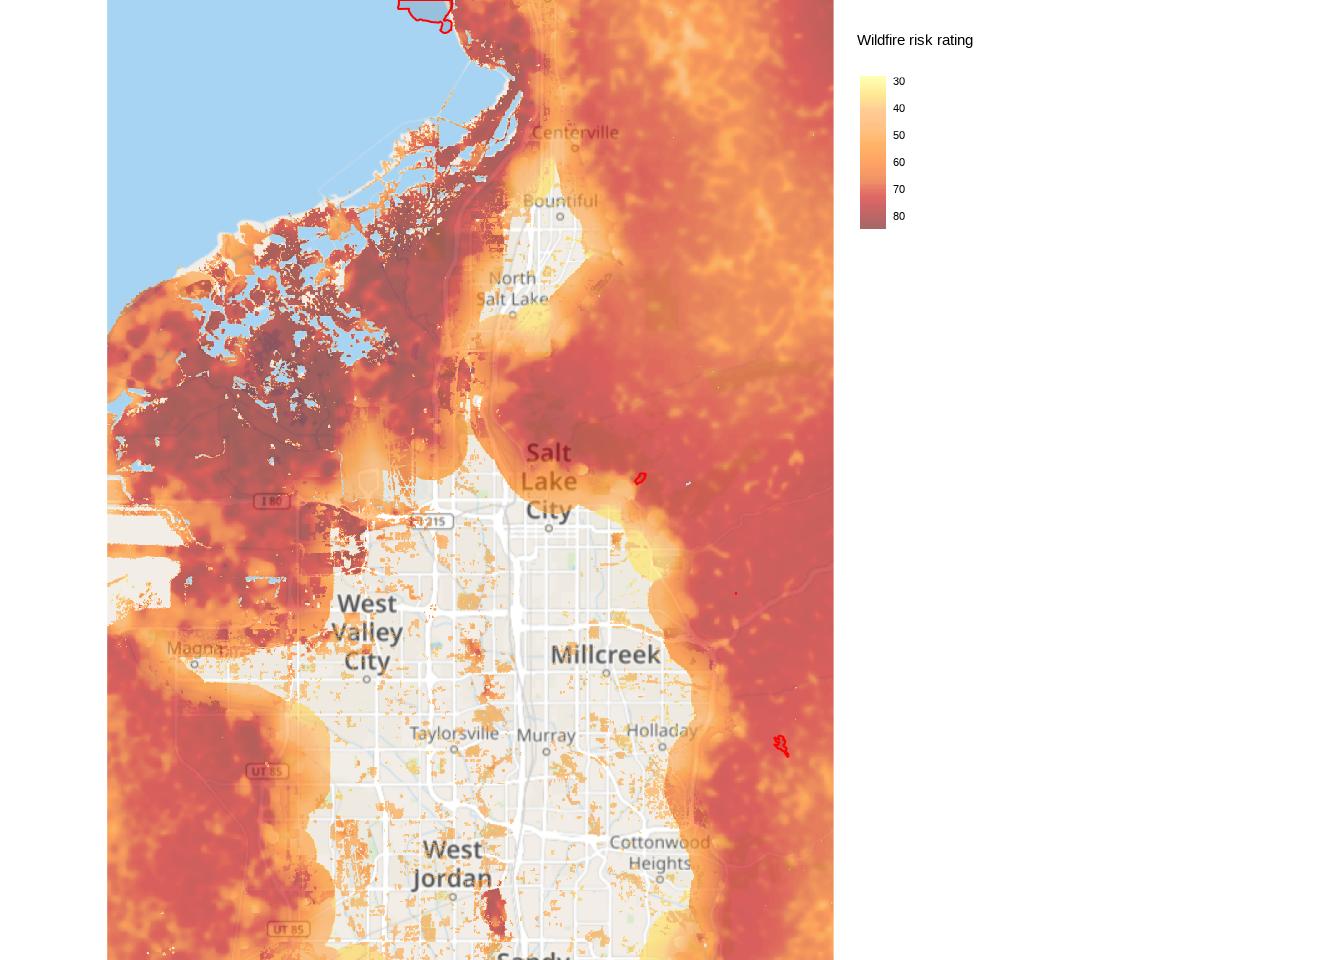 Wildfire risk rating
30
40
50
60
70
80
Centerville
Bountiful
North
Salt Lake
Salt
Lake
City
I 80
I 215
West
Valley
City
Magna
Millcreek
Taylorsville
Murray
Holladay
UT 85
Cottonwood
Heights
West
Jordan
UT 85
Sandy